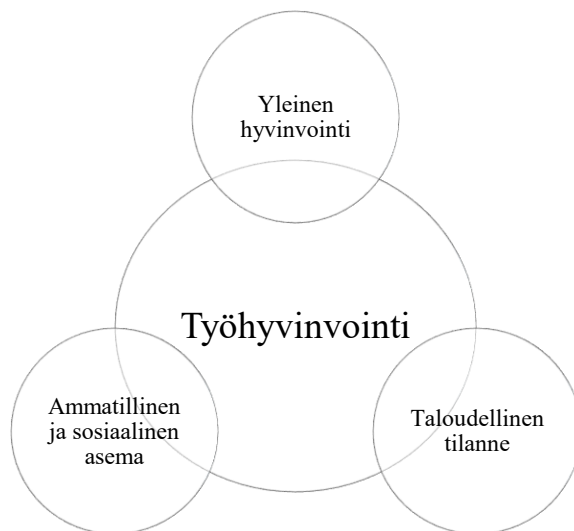 Yleinen
hyvinvointi
Työhyvinvointi
Ammatillinen
ja sosiaalinen
asema
Taloudellinen
tilanne